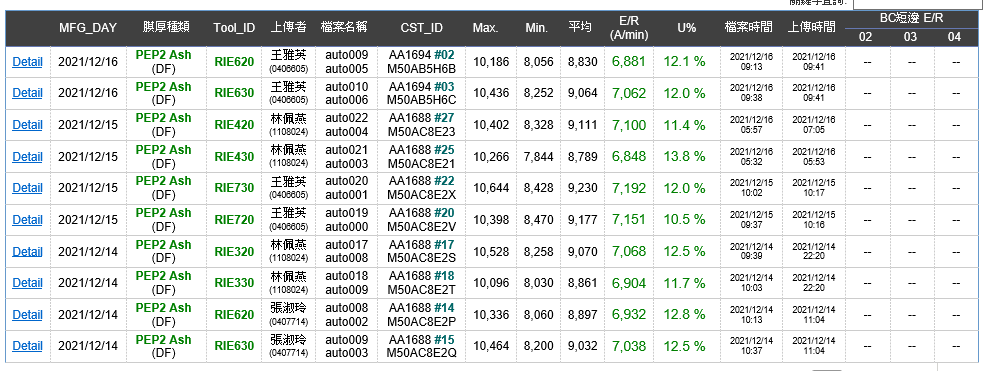 關鍵字查詢:
MFG_DAY 膜厚種類 Tool_ID 上傳者 檔案名稱 CST_ID Max. Min. 平均 E/R (A/min) U% 檔案時間 上傳時間 BC短淺 E/R
02 03 04
Detail 2021/12/16 PEP2 Ash (DF) RIE620 王雅英 (0406605) auto009 auto005 AA1694 #02 M50AB5H6B 10,186 8,056 8,830 6,881 12.1 % 2021/12/16 09:13 2021/12/16 09:41 -- -- --
Detail 2021/12/16 PEP2 Ash (DF) RIE630 王雅英 (0406605) auto010 auto006 AA1694 #03 M50AB5H6C 10,436 8,252 9,064 7,062 12.0 % 2021/12/16 09:38 2021/12/16 09:41 -- -- --
Detail 2021/12/15 PEP2 Ash (DF) RIE420 林佩燕 (1108024) auto022 auto004 AA1688 #27 M50AC8E23 10,402 8,328 9,111 7,100 11.4 % 2021/12/16 05:57 2021/12/16 07:05 -- -- --
Detail 2021/12/15 PEP2 Ash (DF) RIE430 林佩燕 (1108024) auto021 auto003 AA1688 #25 M50AC8E21 10,266 7,844 8,789 6,848 13.8 % 2021/12/16 05:32 2021/12/16 05:53 -- -- --
Detail 2021/12/15 PEP2 Ash (DF) RIE730 王雅英 (0406605) auto020 auto001 AA1688 #22 M50AC8E2X 10,644 8,428 9,230 7,192 12.0 % 2021/12/15 10:02 2021/12/15 10:17 -- -- --
Detail 2021/12/15 PEP2 Ash (DF) RIE720 王雅英 (0406605) auto019 auto000 AA1688 #20 M50AC8E2V 10,398 8,470 9,177 7,151 10.5 % 2021/12/15 09:37 2021/12/15 10:16 -- -- --
Detail 2021/12/14 PEP2 Ash (DF) RIE320 林佩燕 (1108024) auto017 auto008 AA1688 #17 M50AC8E2S 10,528 8,258 9,070 7,068 12.5 % 2021/12/14 09:39 2021/12/14 22:20 -- -- --
Detail 2021/12/14 PEP2 Ash (DF) RIE330 林佩燕 (1108024) auto018 auto009 AA1688 #18 M50AC8E2T 10,096 8,030 8,861 6,904 11.7 % 2021/12/14 10:03 2021/12/14 22:20 -- -- --
Detail 2021/12/14 PEP2 Ash (DF) RIE620 張淑玲 (0407714) auto008 auto002 AA1688 #14 M50AC8E2P 10,336 8,060 8,897 6,932 12.8 % 2021/12/14 10:13 2021/12/14 11:04 -- -- --
Detail 2021/12/14 PEP2 Ash (DF) RIE630 張淑玲 (0407714) auto009 auto003 AA1688 #15 M50AC8E2Q 10,464 8,200 9,032 7,038 12.5 % 2021/12/14 10:37 2021/12/14 11:04 -- -- --